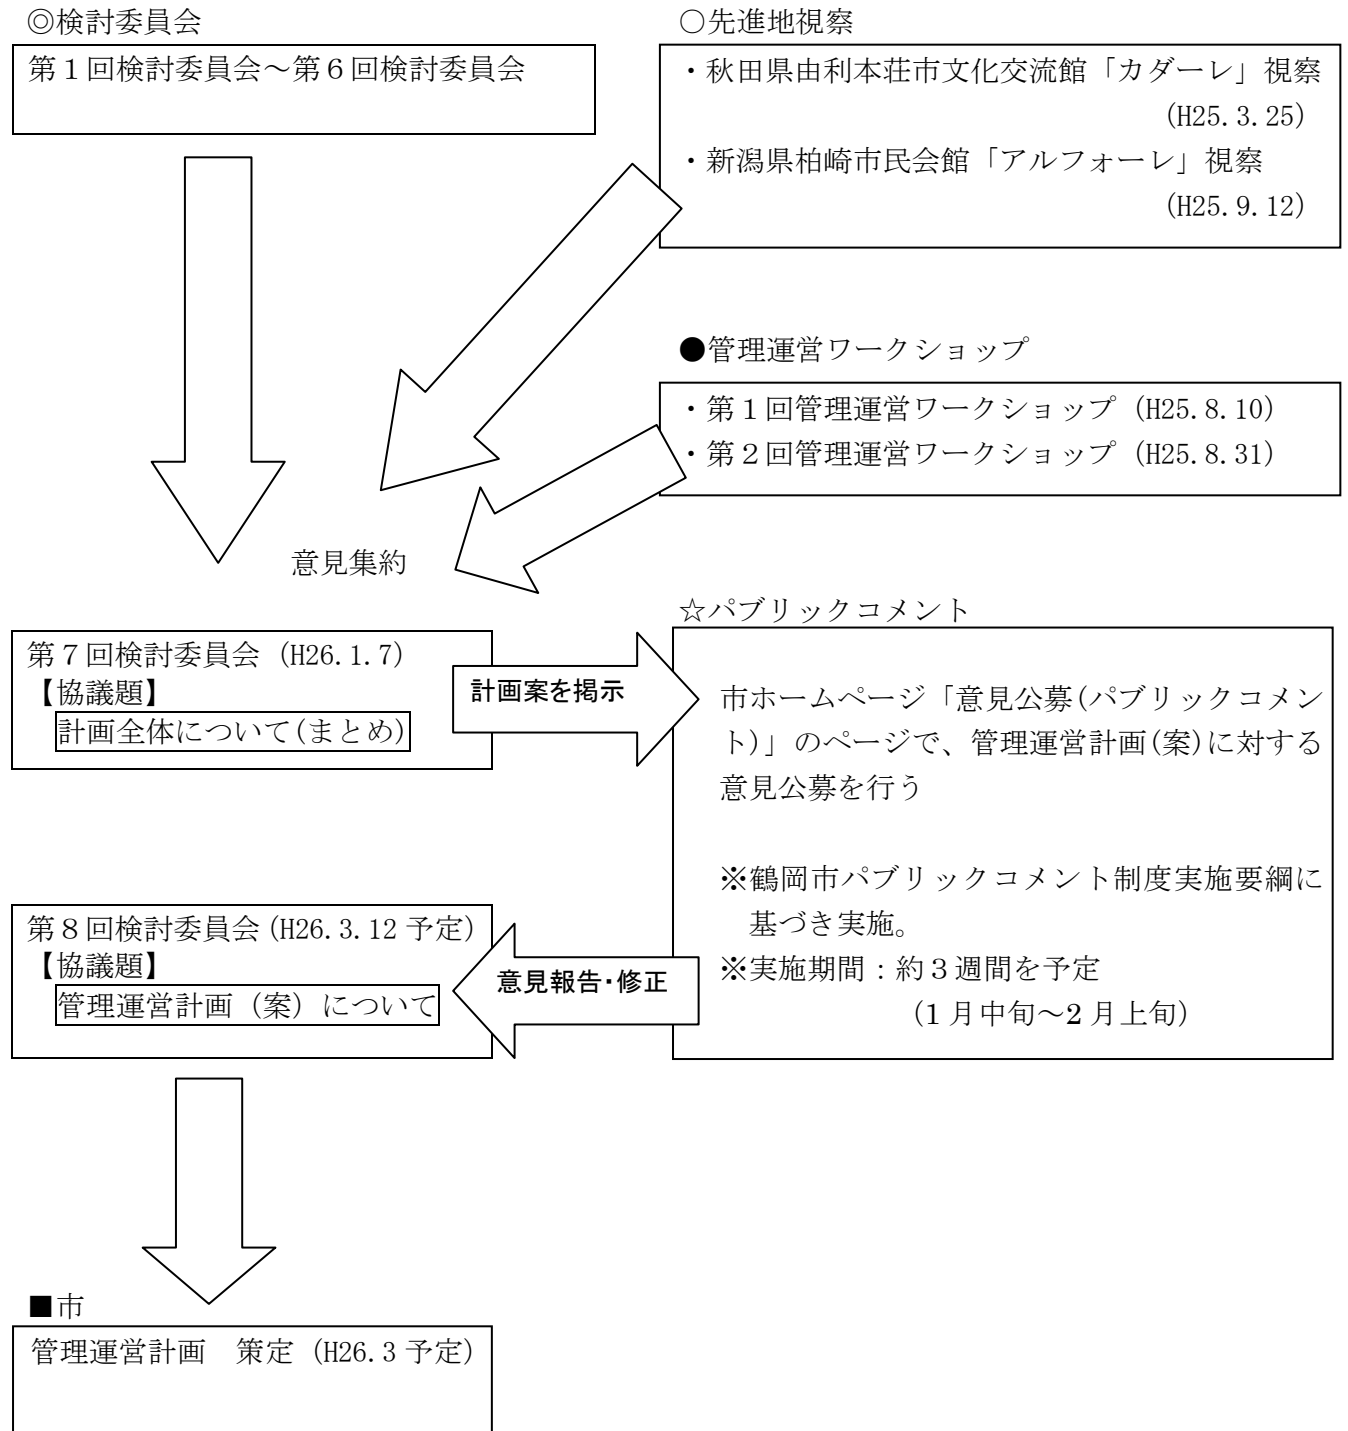 ◎検討委員会
第１回検討委員会～第６回検討委員会
○先進地視察
・秋田県由利本荘市文化交流館「カダーレ」視察
(H25.3.25)
・新潟県柏崎市民会館「アルフォーレ」視察
(H25.9.12)
●管理運営ワークショップ
・第１回管理運営ワークショップ (H25.8.10)
・第２回管理運営ワークショップ (H25.8.31)
意見集約
第７回検討委員会 (H26.1.7)
【協議題】
計画全体について(まとめ)
計画案を掲示
☆パブリックコメント
市ホームページ「意見公募(パブリックコメン
ト)」のページで、管理運営計画(案)に対する
意見公募を行う
※鶴岡市パブリックコメント制度実施要綱に
基づき実施。
※実施期間：約３週間を予定
(1月中旬～2月上旬)
第８回検討委員会(H26.3.12 予定)
【協議題】
管理運営計画（案）について
意見報告・修正
■市
管理運営計画　策定 (H26.3 予定)